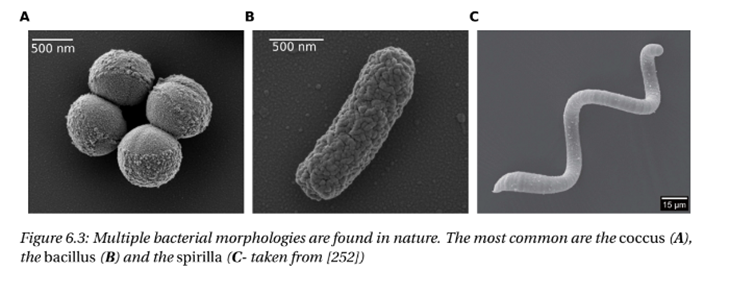 A
B
C
500 nm
500 nm
15 µm
Figure 6.3: Multiple bacterial morphologies are found in nature. The most common are the coccus (A),
the bacillus (B) and the spirilla (C- taken from [252])